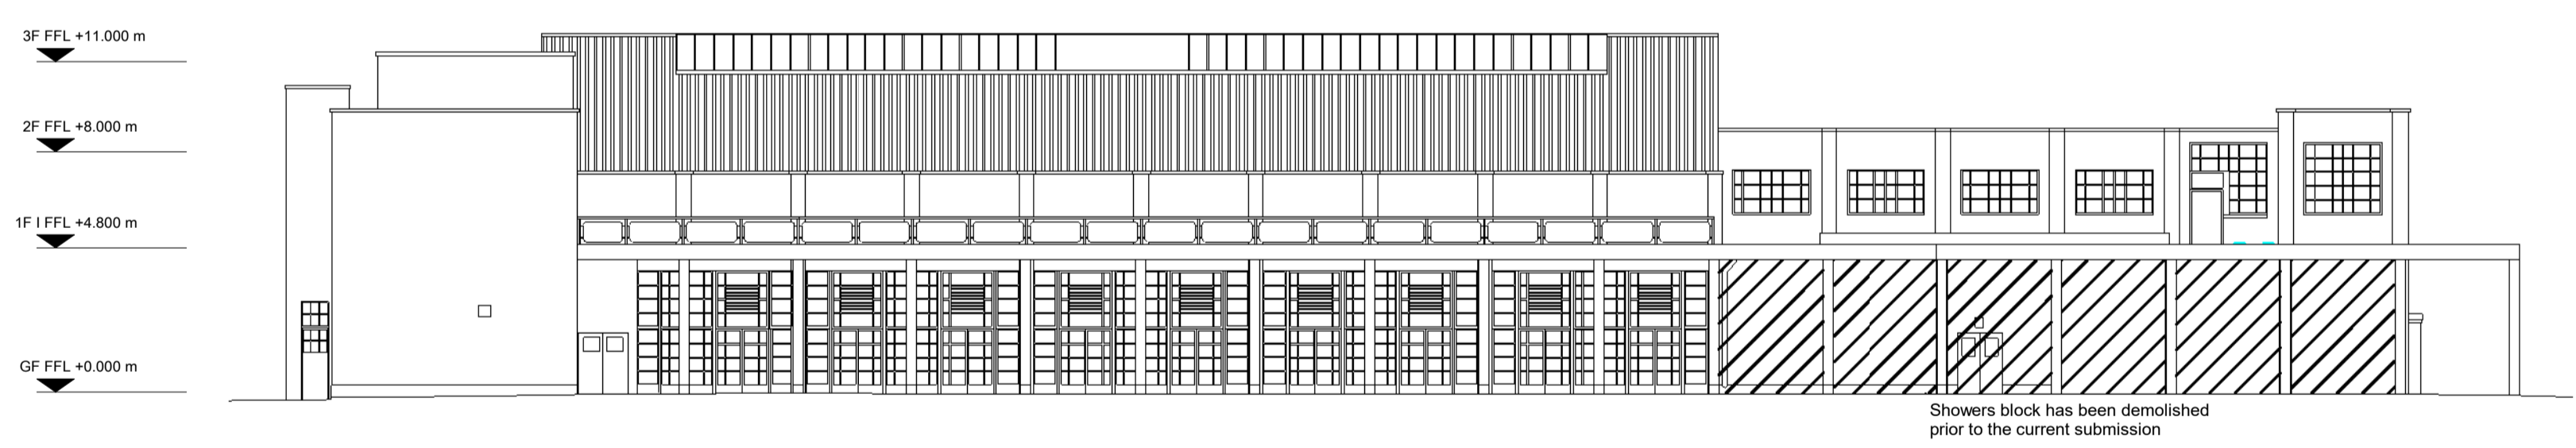 3F FFL +11.000 m
2F FFL +8.000 m
1F I FFL +4.800 m
GF FFL +0.000 m
Showers block has been demolished
prior to the current submission